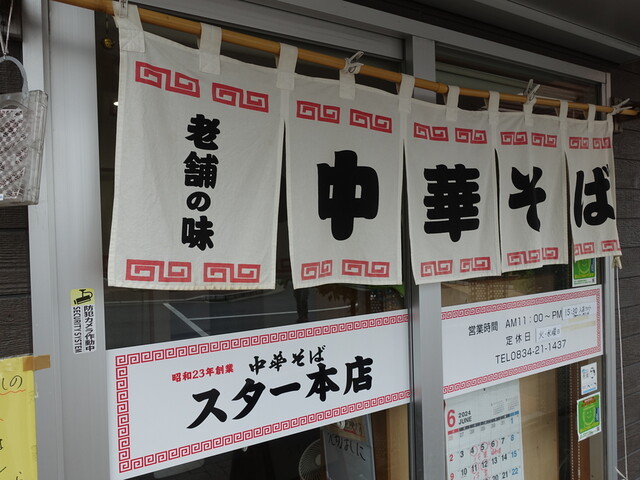 老舗の味
中華そば
防犯カメラ作動中
SECURITY SYSTEM
昭和23年創業
中華そば
スター本店
営業時間 AM11:00～PM
定休日
TEL0834-21-1437
6
2024
JUNE